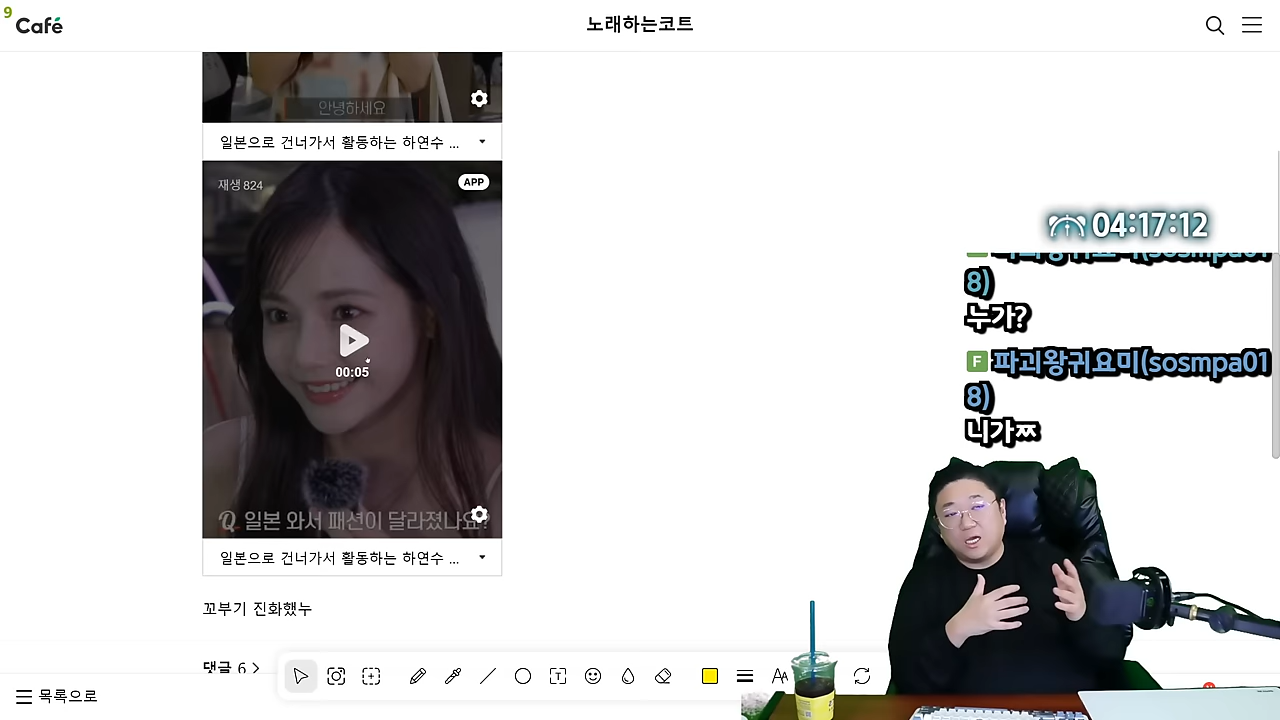 9
Café
노래하는코트
안녕하세요
일본으로 건너가서 활동하는 하연수 ...
재생 824
APP
00:05
Q 일본 와서 패션이 달라졌나요?
일본으로 건너가서 활동하는 하연수 ...
꼬부기 진화했누
댓글 6
목록으로
04:17:12
8)
누가?
F 파괴왕귀요미(sosmpa01
8)
니가ㅉ